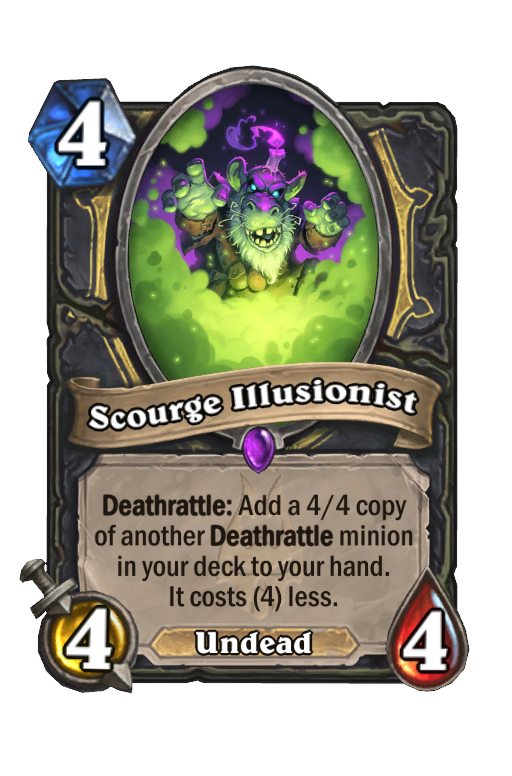 4
Scourge Illusionist
Deathrattle: Add a 4/4 copy
of another Deathrattle minion
in your deck to your hand.
It costs (4) less.
4
Undead
4